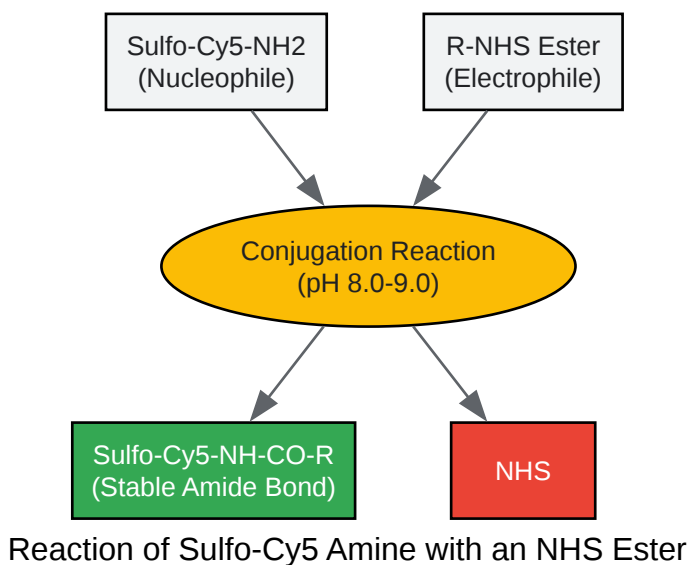 Sulfo-Cy5-NH2
(Nucleophile)
R-NHS Ester
(Electrophile)
Conjugation Reaction
(pH 8.0-9.0)
Sulfo-Cy5-NH-CO-R
(Stable Amide Bond)
NHS
Reaction of Sulfo-Cy5 Amine with an NHS Ester